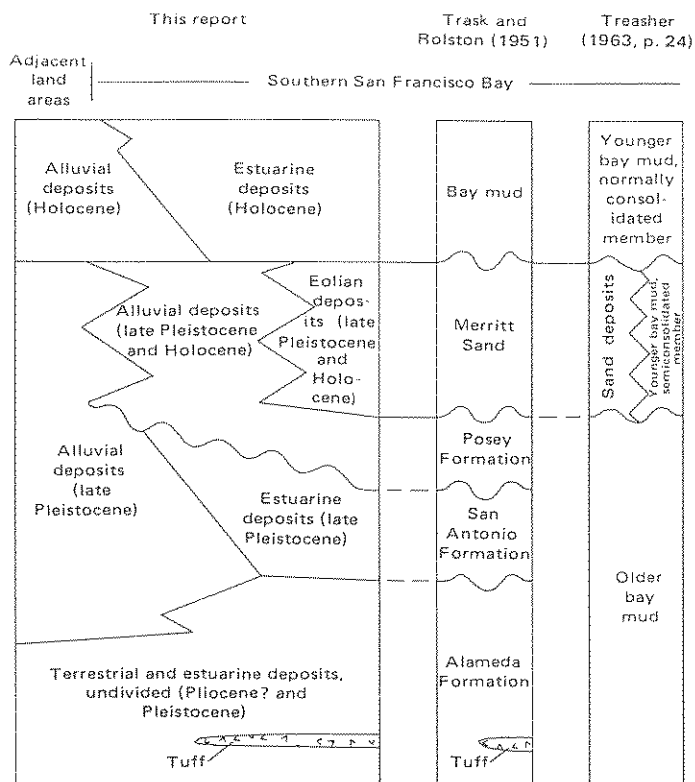 This report
Trask and
Rolston (1951)
Treasher
(1963, p. 24)
Adjacent
land
areas
Southern San Francisco Bay
Alluvial
deposits
(Holocene)
Estuarine
deposits
(Holocene)
Bay mud
Younger
bay mud,
normally
consol-
idated
member
Alluvial deposits
(late Pleistocene
and Holocene)
Eolian
depos-
its (late
Pleistocene
and
Holo-
cene)
Merritt
Sand
Sand deposits
Younger bay mud,
semiconsolidated
member
Alluvial
deposits
(late
Pleistocene)
Estuarine
deposits (late
Pleistocene)
Posey
Formation
San
Antonio
Formation
Older
bay
mud
Terrestrial and estuarine deposits,
undivided (Pliocene? and
Pleistocene)
Tuff
Alameda
Formation
Tuff